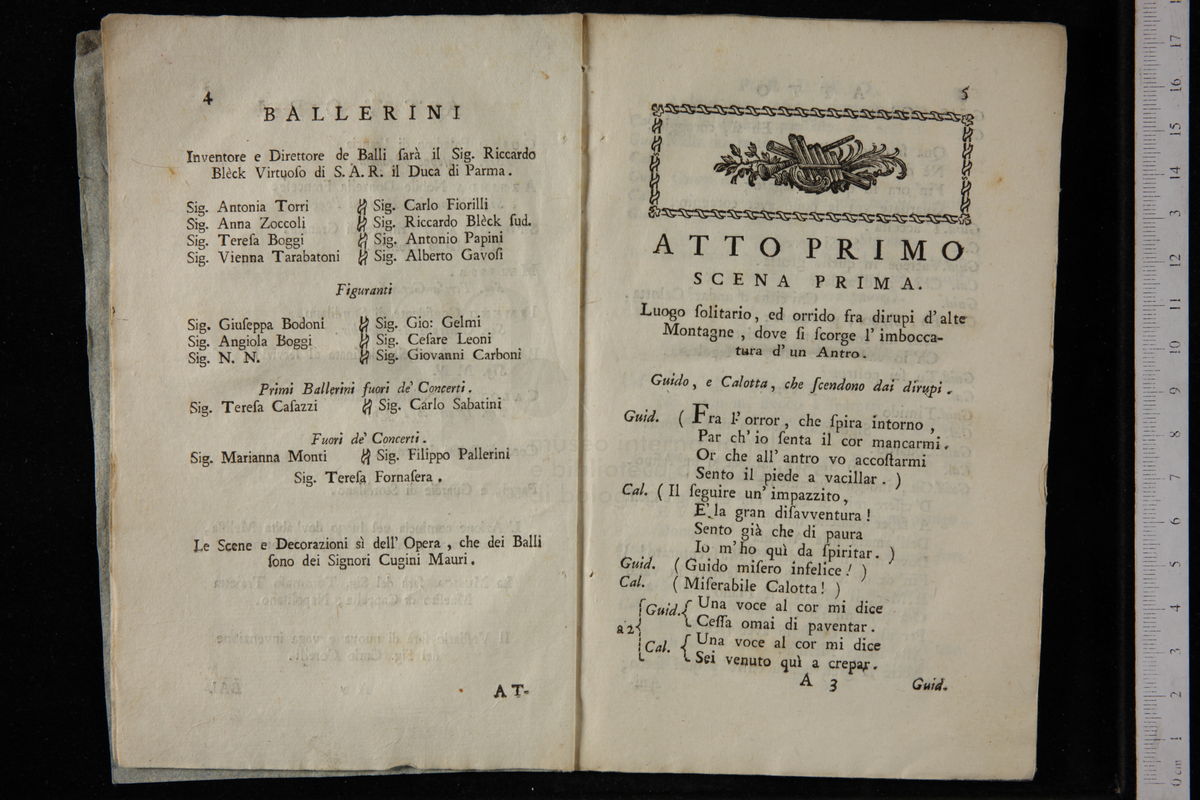 4
BALLERINI
Inventore e Direttore de Balli ſarà il Sig. Riccardo
Blèck Virtuoſo di S. A. R. il Duca di Parma.
Sig. Antonia Torri Sig. Carlo Fiorilli
Sig. Anna Zoccoli Sig. Riccardo Blèck ſud.
Sig. Tereſa Boggi Sig. Antonio Papini
Sig. Vienna Tarabatoni Sig. Alberto Gavoſi
Figuranti
Sig. Giuſeppa Bodoni Sig. Gio: Gelmi
Sig. Angiola Boggi Sig. Ceſare Leoni
Sig. N. N. Sig. Giovanni Carboni
Primi Ballerini fuori de' Concerti.
Sig. Tereſa Caſazzi Sig. Carlo Sabatini
Fuori de' Concerti.
Sig. Marianna Monti Sig. Filippo Pallerini
Sig. Tereſa Fornaſera.
Le Scene e Decorazioni sì dell' Opera, che dei Balli
ſono dei Signori Cugini Mauri.
AT-
5
ATTO PRIMO
SCENA PRIMA.
Luogo ſolitario, ed orrido fra dirupi d' alte
Montagne, dove ſi ſcorge l' imbocca-
tura d' un Antro.
Guido, e Calotta, che ſcendono dai dirupi.
Guid. (Fra l' orror, che ſpira intorno,
Par ch' io ſenta il cor mancarmi.
Or che all' antro vo accoſtarmi
Sento il piede a vacillar.)
Cal. (Il ſeguire un' impazzito,
E' la gran diſavventura!
Sento già che di paura
Io m' ho quì da ſpiritar.)
Guid. (Guido miſero infelice!)
Cal. (Miſerabile Calotta!)
a 2 { Guid. { Una voce al cor mi dice
Ceſſa omai di paventar.
Cal. { Una voce al cor mi dice
Sei venuto quì a crepar.
A 3 Guid.